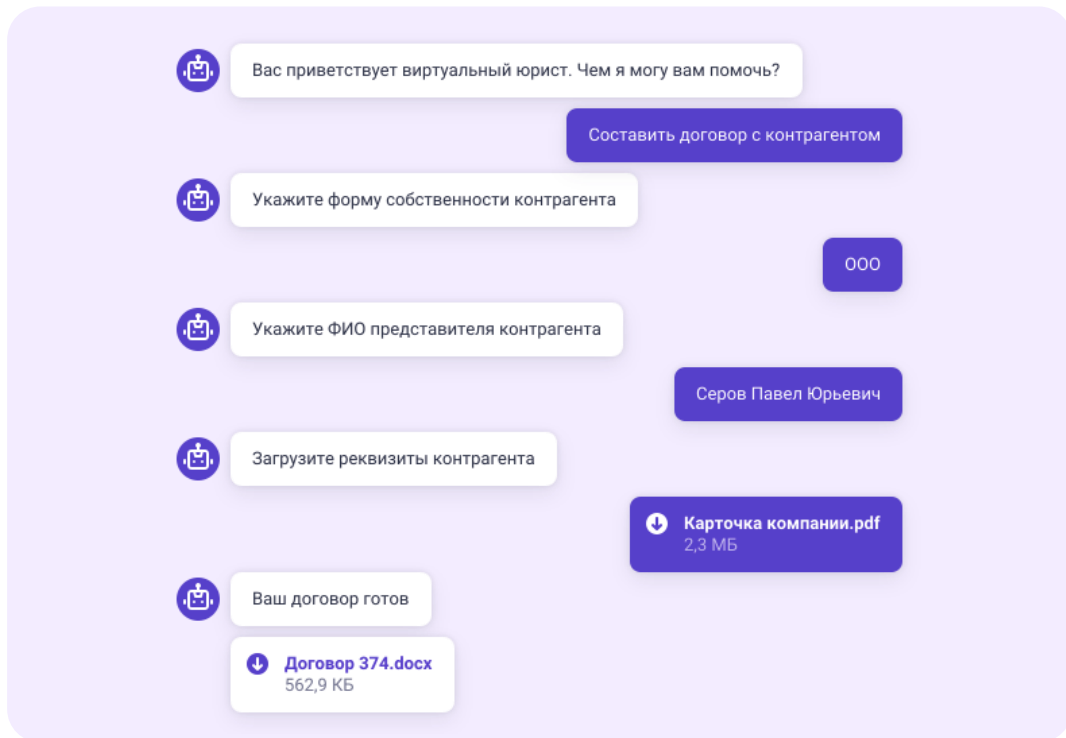 Вас приветствует виртуальный юрист. Чем я могу вам помочь?
Составить договор с контрагентом
Укажите форму собственности контрагента
ООО
Укажите ФИО представителя контрагента
Серов Павел Юрьевич
Загрузите реквизиты контрагента
Карточка компании.pdf
2,3 МБ
Ваш договор готов
Договор 374.docx
562,9 КБ